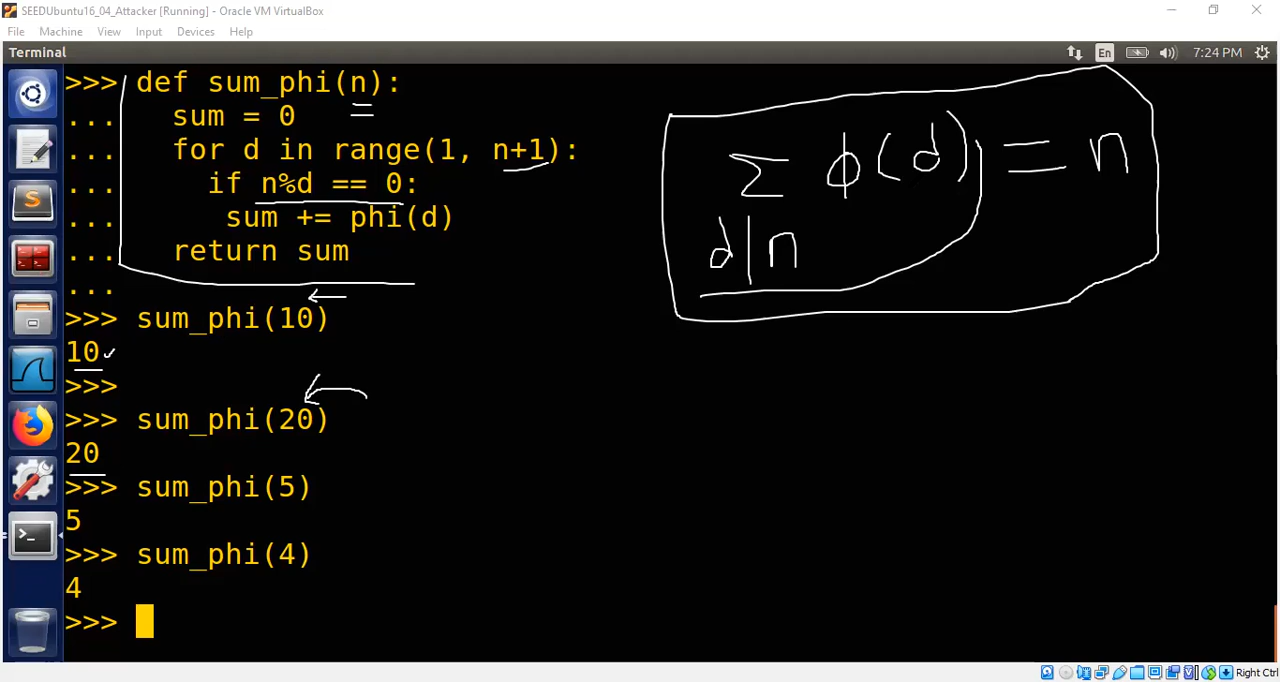 SEEDUbuntu16_04_Attacker [Running] - Oracle VM VirtualBox
File Machine View Input Devices Help
Terminal
En
7:24 PM
>>> def sum_phi(n):
... sum = 0
... for d in range(1, n+1):
... if n%d == 0:
... sum += phi(d)
... return sum
...
>>> sum_phi(10)
10
>>>
>>> sum_phi(20)
20
>>> sum_phi(5)
5
>>> sum_phi(4)
4
>>>
Σ ϕ(d) = n
d|n
Right Ctrl